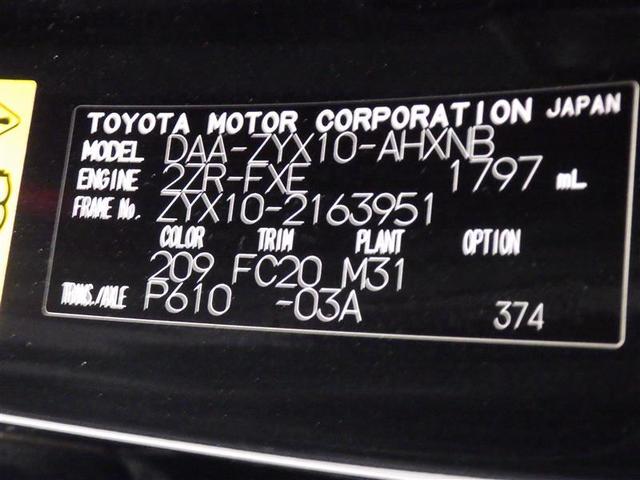 TOYOTA MOTOR CORPORATION JAPAN
MODEL DAA-ZYX10-AHXNB
ENGINE 2ZR-FXE 1797 mL
FRAME No. ZYX10-2163951
COLOR TRIM PLANT OPTION
209 FC20 M31
TRANS./AXLE P610 -03A 374